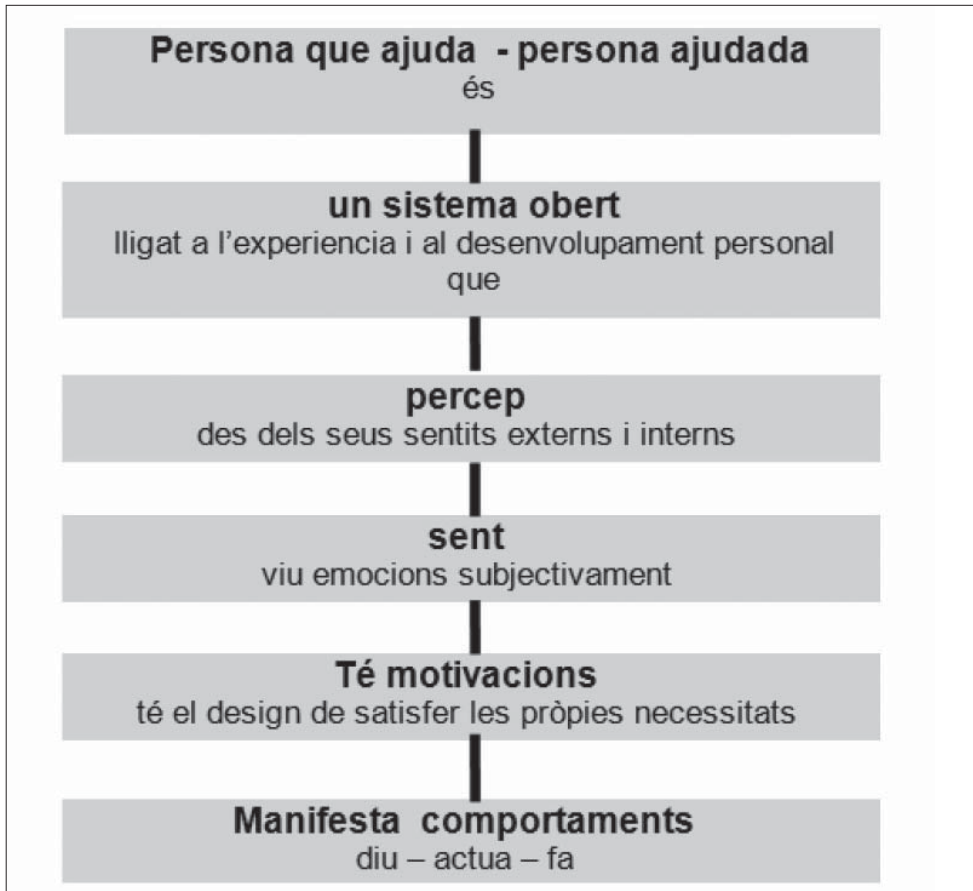 Persona que ajuda - persona ajudada
és
un sistema obert
lligat a l’experiencia i al desenvolupament personal
que
percep
des dels seus sentits externs i interns
sent
viu emocions subjectivament
Té motivacions
té el design de satisfer les pròpies necessitats
Manifesta comportaments
diu – actua – fa